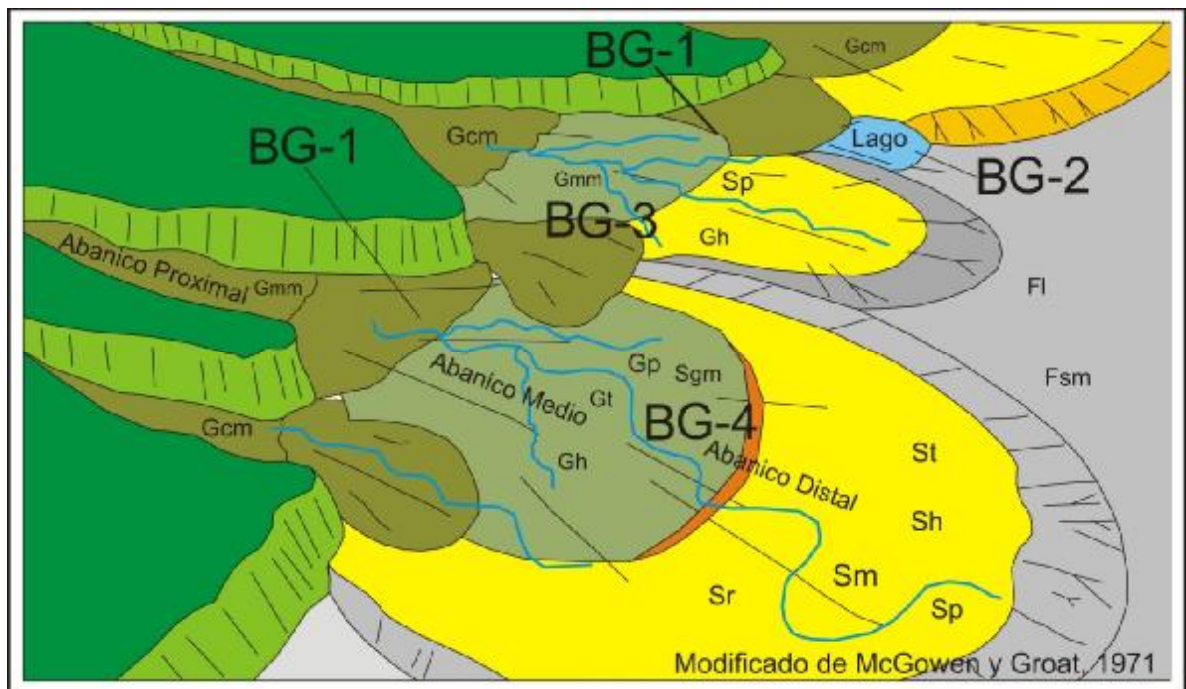 BG-1
Gcm
BG-1
Gcm
Lago
BG-2
Gmm
Sp
BG-3
Gh
Abanico Proximal
Gmm
Fl
Gp
Sgm
Fsm
Abanico Medio
Gt
BG-4
Gcm
Gh
Abanico Distal
St
Sh
Sm
Sr
Sp
Modificado de McGowen y Groat, 1971